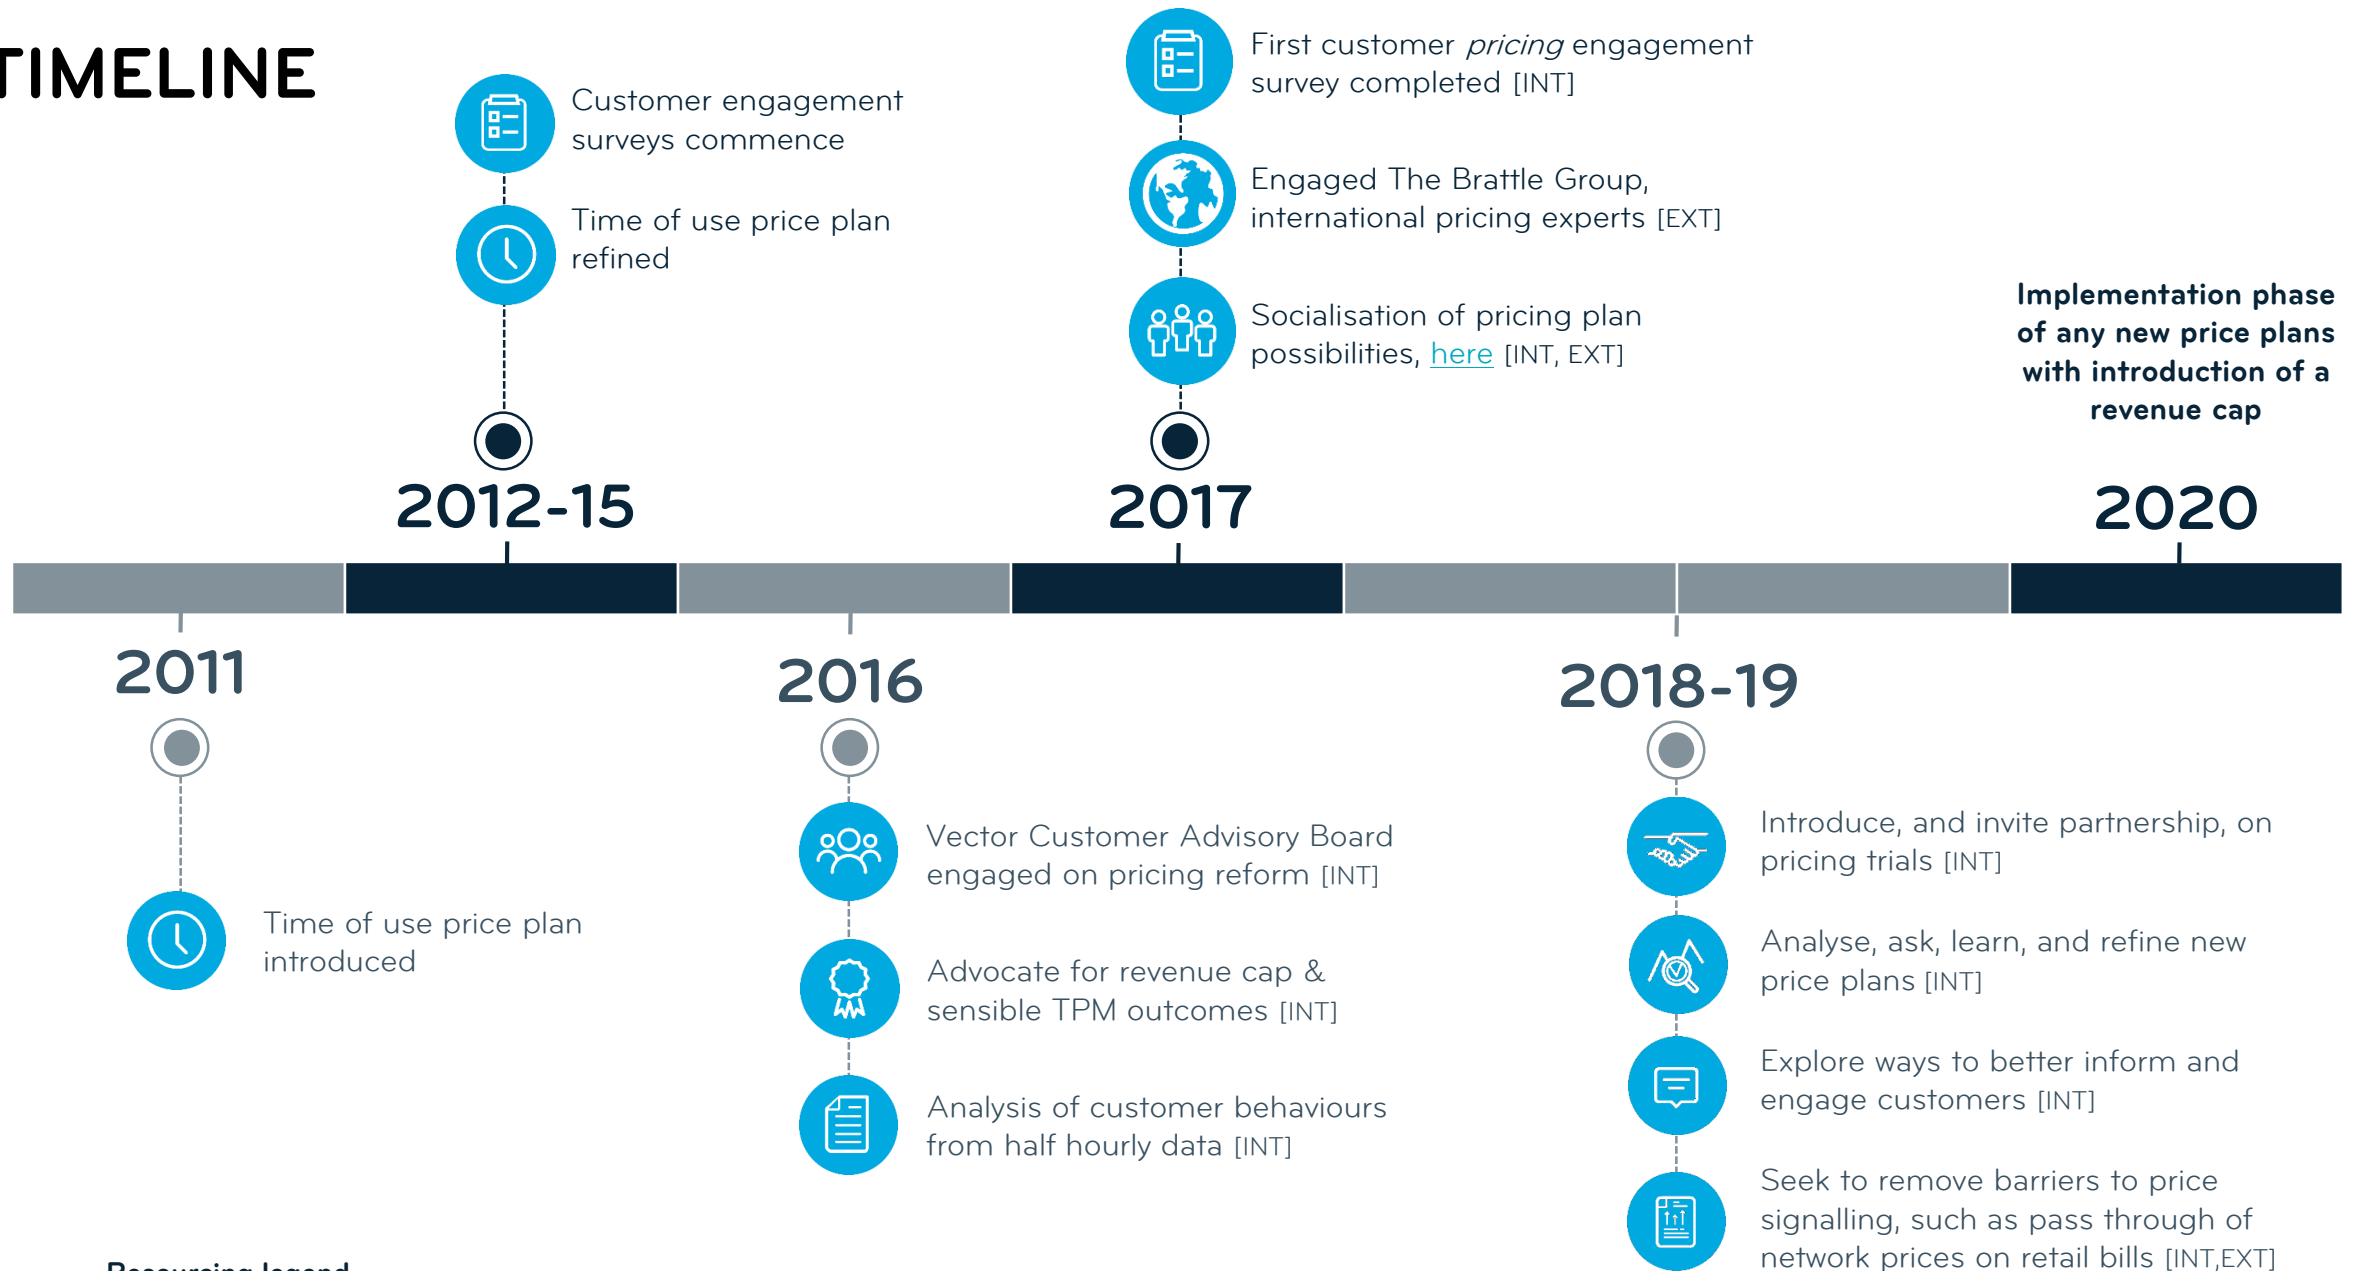 TIMELINE
Customer engagement
surveys commence
Time of use price plan
refined
First customer pricing engagement
survey completed [INT]
Engaged The Brattle Group,
international pricing experts [EXT]
Socialisation of pricing plan
possibilities, here [INT, EXT]
Implementation phase
of any new price plans
with introduction of a
revenue cap
2012-15
2017
2020
2011
2016
2018-19
Time of use price plan
introduced
Vector Customer Advisory Board
engaged on pricing reform [INT]
Advocate for revenue cap &
sensible TPM outcomes [INT]
Analysis of customer behaviours
from half hourly data [INT]
Introduce, and invite partnership, on
pricing trials [INT]
Analyse, ask, learn, and refine new
price plans [INT]
Explore ways to better inform and
engage customers [INT]
Seek to remove barriers to price
signalling, such as pass through of
network prices on retail bills [INT,EXT]
Resourcing legend